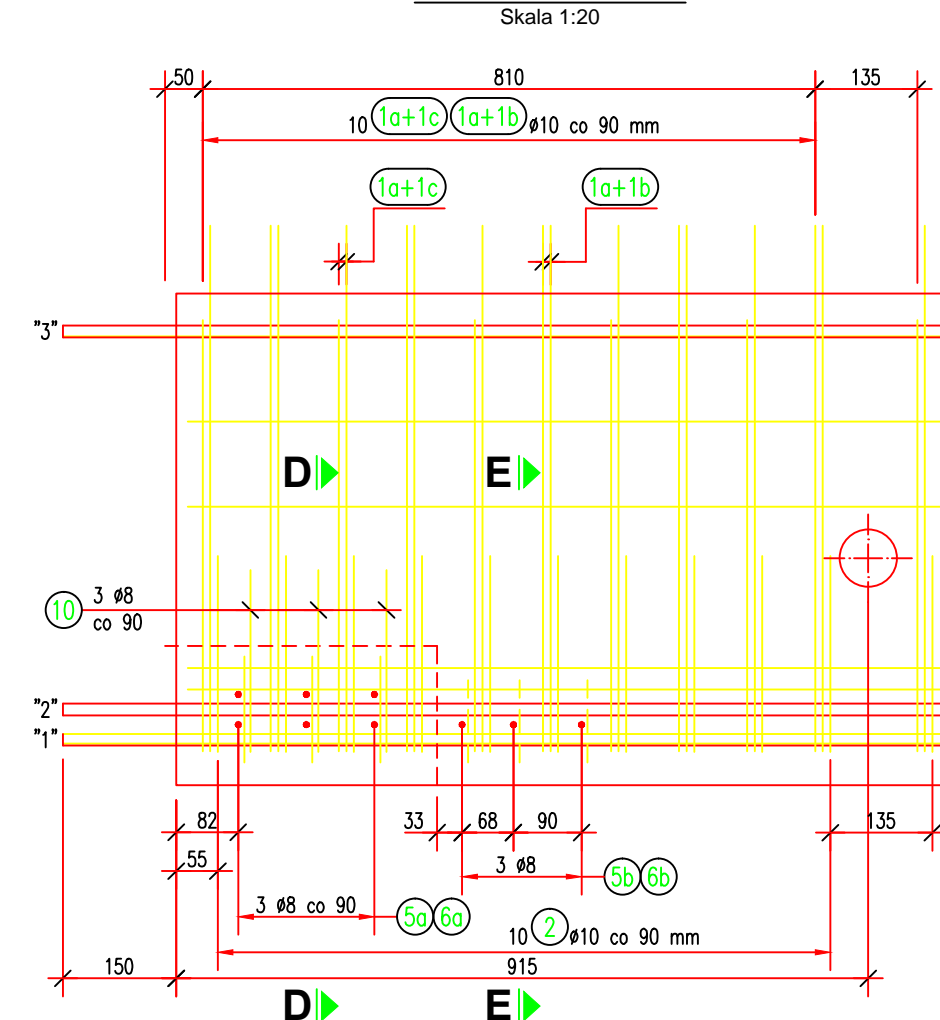 Skala 1:20
50 810 135
10 1a+1c 1a+1b ø10 co 90 mm
1a+1c 1a+1b
"3"
D E
10 3 ø8
co 90
"2"
"1"
82 33 68 90 135
55 3 ø8 5b 6b
3 ø8 co 90 5a 6a
10 2 ø10 co 90 mm
150 915
D E